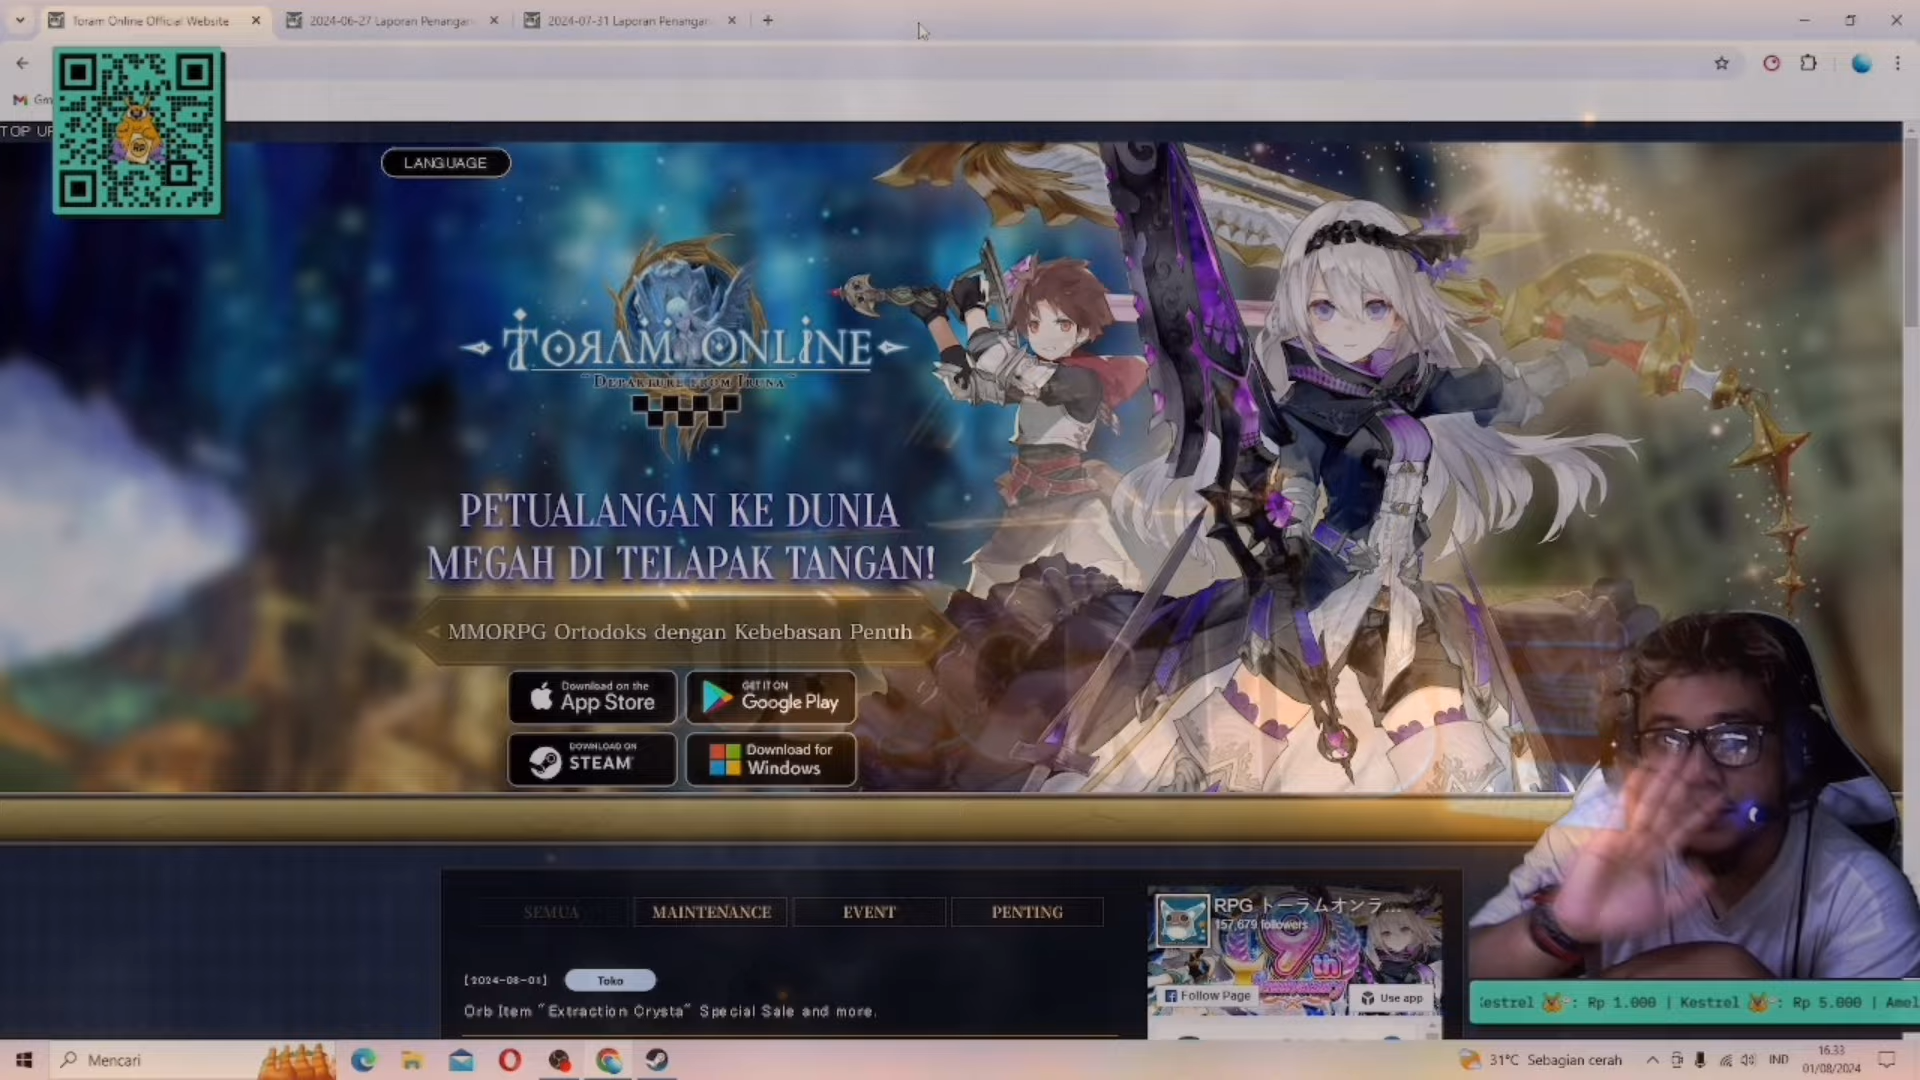 Toram Online Official Website
2024-06-27 Laporan Penangan
2024-07-31 Laporan Penangan
TOP UP
LANGUAGE
TORAM ONLINE
DEPARTURE FROM IRUNA
PETUALANGAN KE DUNIA
MEGAH DI TELAPAK TANGAN!
< MMORPG Ortodoks dengan Kebebasan Penuh >
Download on the
App Store
GET IT ON
Google Play
DOWNLOAD ON
STEAM
Download for
Windows
SEMUA
MAINTENANCE
EVENT
PENTING
[2024-08-01]
Toko
Orb Item "Extraction Crysta" Special Sale and more.
RPG トーラムオンラ...
157,679 followers
9th
Follow Page
Use app
Kestrel : Rp 1.000 | Kestrel : Rp 5.000 | Amel
Mencari
31°C Sebagian cerah
IND
16.33
01/08/2024